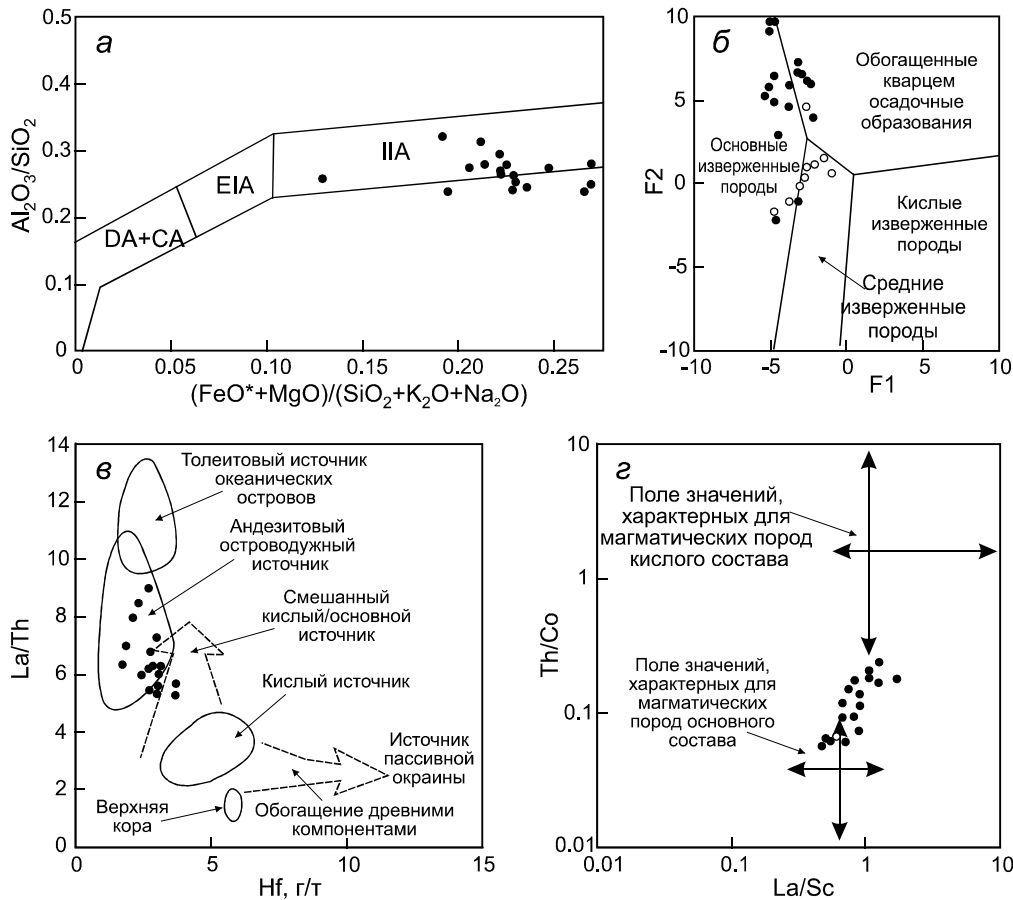 а
0.5
0.4
0.3
0.2
0.1
0
Al2O3/SiO2
IIA
EIA
DA+CA
0
0.05
0.10
0.15
0.20
0.25
(FeO*+MgO)/(SiO2+K2O+Na2O)
б
10
5
0
-5
-10
F2
Обогащенные
кварцем
осадочные
образования
Основные
изверженные
породы
Кислые
изверженные
породы
Средние
изверженные
породы
-10
-5
0
5
10
F1
в
14
12
10
8
6
4
2
0
La/Th
Толеитовый источник
океанических
островов
Андезитовый
островодужный
источник
Смешанный
кислый/основной
источник
Кислый источник
Источник
пассивной
окраины
Верхняя
кора
Обогащение древними
компонентами
0
5
10
15
Hf, г/т
г
10
1
0.1
0.01
Th/Co
Поле значений,
характерных для
магматических пород
кислого состава
Поле значений,
характерных для
магматических
пород основного
состава
0.01
0.1
1
10
La/Sc